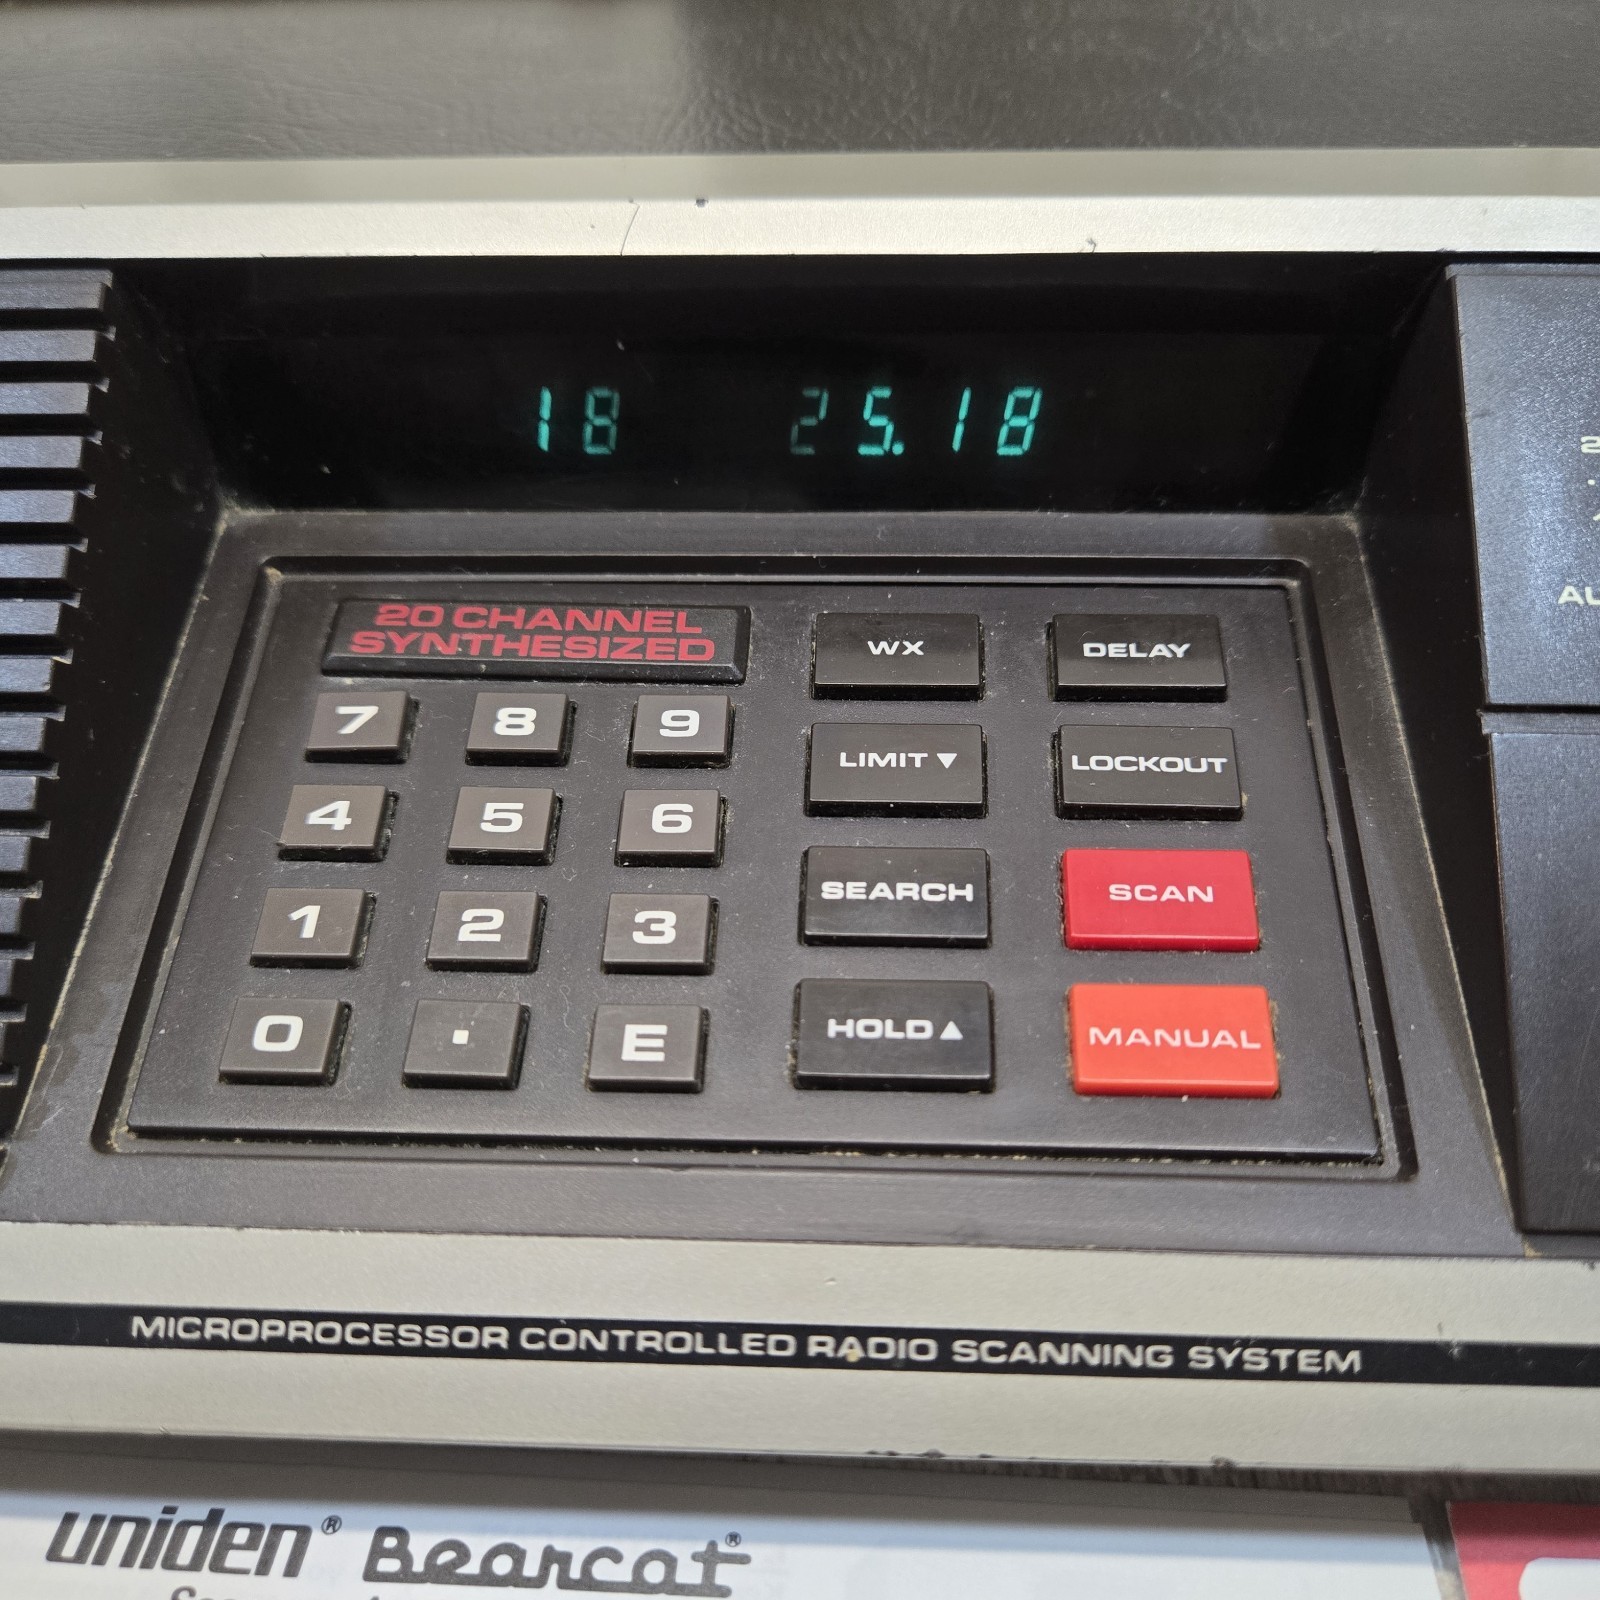 18 25.18
20 CHANNEL
SYNTHESIZED
WX DELAY
7 8 9
LIMIT ▼ LOCKOUT
4 5 6
SEARCH SCAN
1 2 3
HOLD ▲ MANUAL
0 . E
MICROPROCESSOR CONTROLLED RADIO SCANNING SYSTEM
uniden® Bearcat®